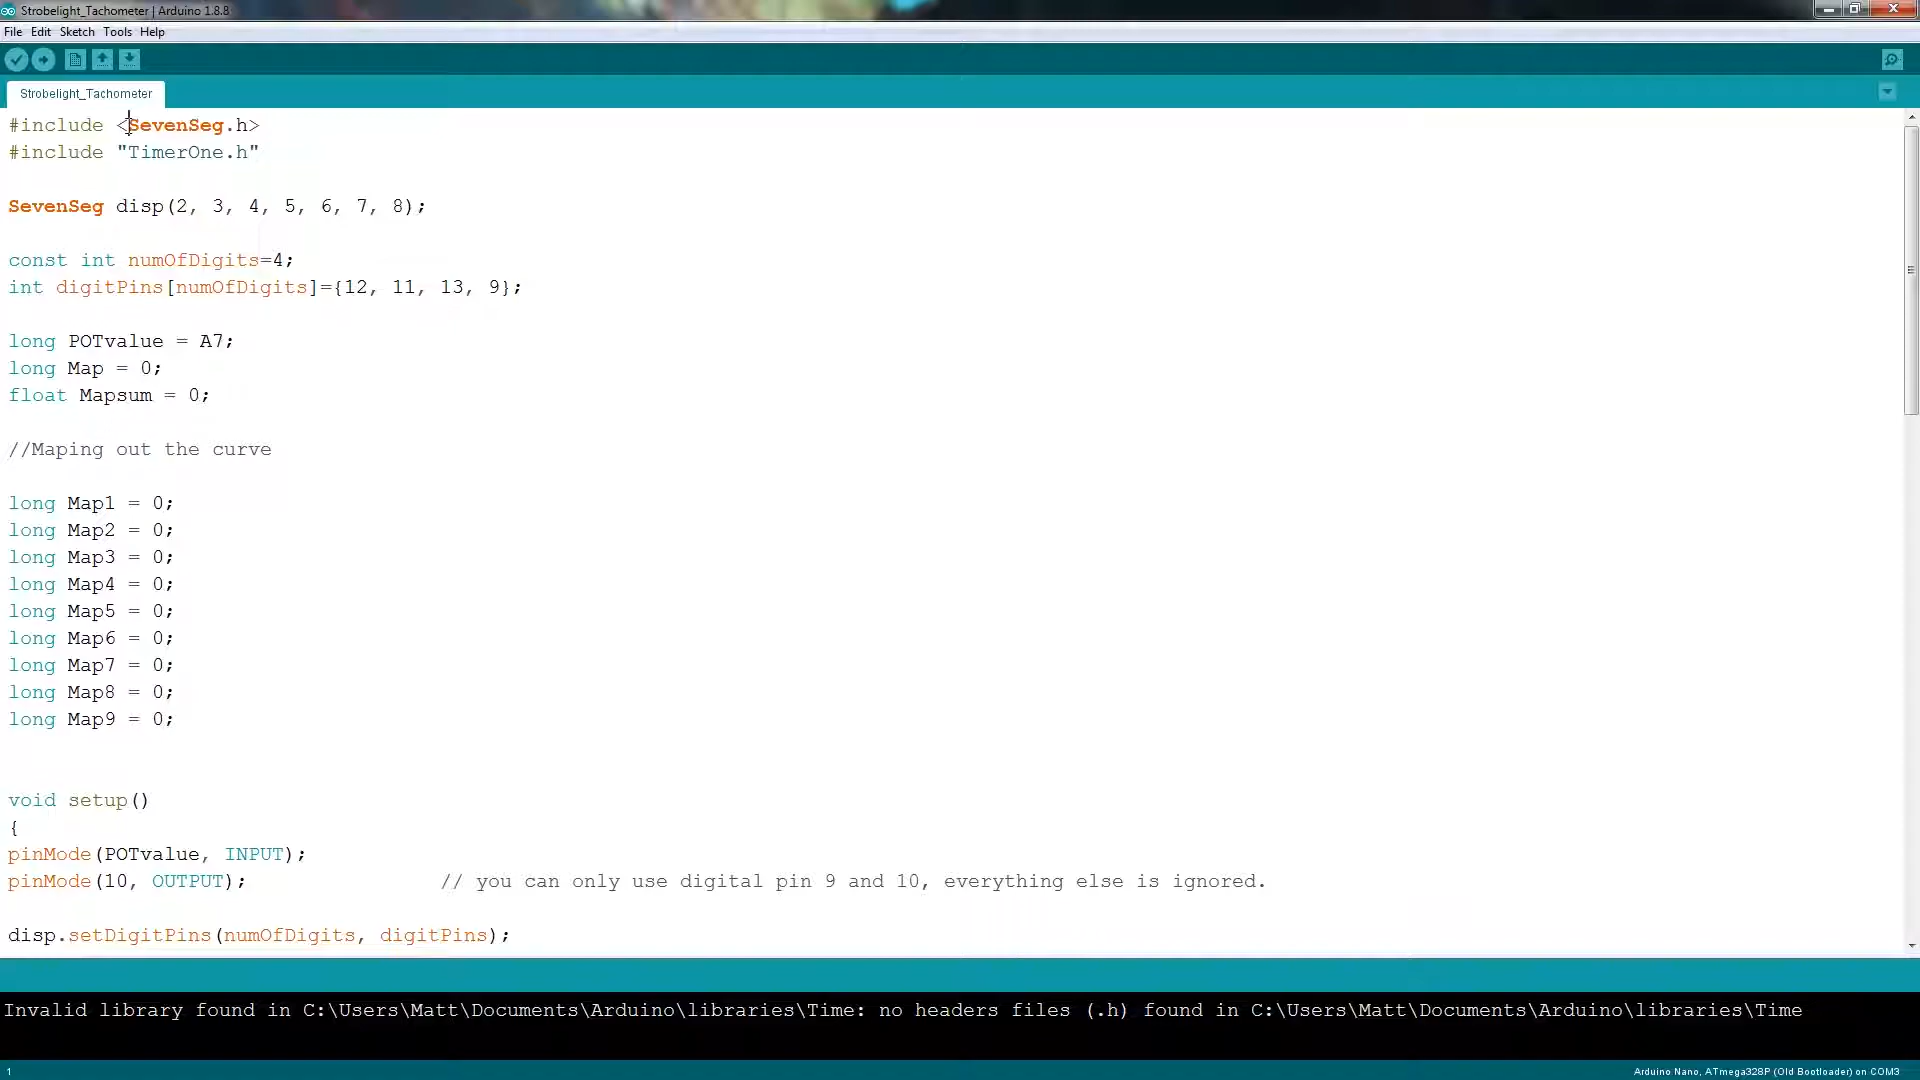 Strobelight_Tachometer | Arduino 1.8.8
File Edit Sketch Tools Help
Strobelight_Tachometer
#include <SevenSeg.h>
#include "TimerOne.h"
SevenSeg disp(2, 3, 4, 5, 6, 7, 8);
const int numOfDigits=4;
int digitPins[numOfDigits]={12, 11, 13, 9};
long POTvalue = A7;
long Map = 0;
float Mapsum = 0;
//Maping out the curve
long Map1 = 0;
long Map2 = 0;
long Map3 = 0;
long Map4 = 0;
long Map5 = 0;
long Map6 = 0;
long Map7 = 0;
long Map8 = 0;
long Map9 = 0;
void setup()
{
pinMode(POTvalue, INPUT);
pinMode(10, OUTPUT); // you can only use digital pin 9 and 10, everything else is ignored.
disp.setDigitPins(numOfDigits, digitPins);
Invalid library found in C:\Users\Matt\Documents\Arduino\libraries\Time: no headers files (.h) found in C:\Users\Matt\Documents\Arduino\libraries\Time
1 Arduino Nano, ATmega328P (Old Bootloader) on COM3